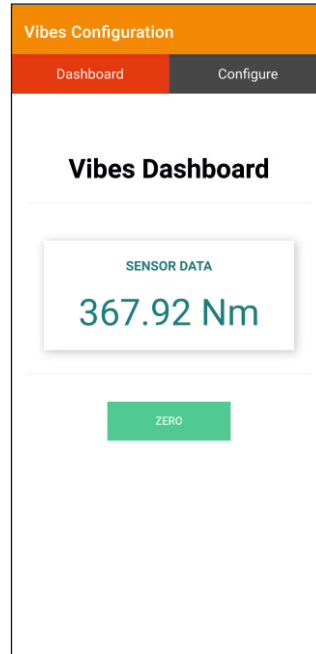 Vibes Configuration
Dashboard Configure
Vibes Dashboard
SENSOR DATA
367.92 Nm
ZERO